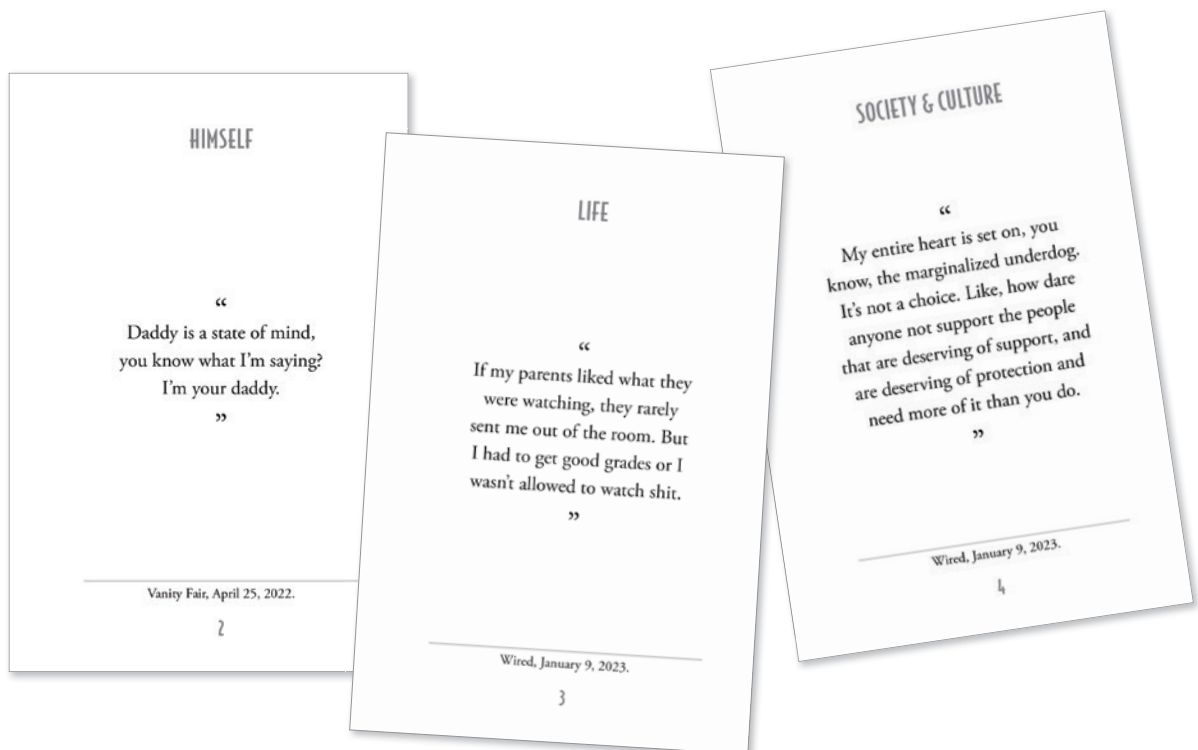 HIMSELF
“
Daddy is a state of mind,
you know what I’m saying?
I’m your daddy.
”
Vanity Fair, April 25, 2022.
2
LIFE
“
If my parents liked what they
were watching, they rarely
sent me out of the room. But
I had to get good grades or I
wasn’t allowed to watch shit.
”
Wired, January 9, 2023.
3
SOCIETY & CULTURE
“
My entire heart is set on, you
know, the marginalized underdog.
It’s not a choice. Like, how dare
anyone not support the people
that are deserving of support, and
are deserving of protection and
need more of it than you do.
”
Wired, January 9, 2023.
4